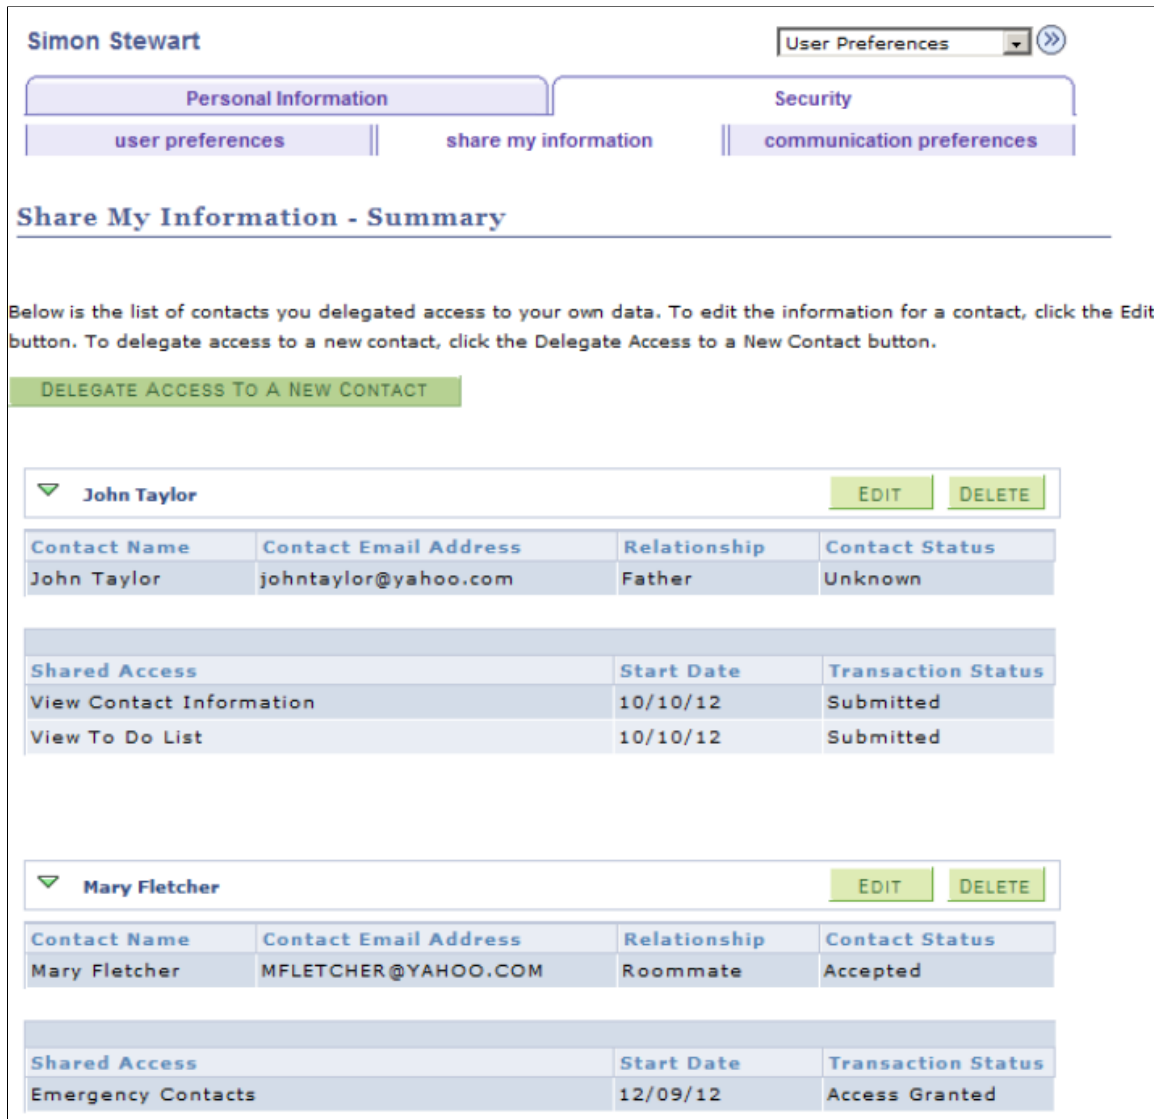 Simon Stewart User Preferences
Personal Information Security
user preferences share my information communication preferences
Share My Information - Summary
Below is the list of contacts you delegated access to your own data. To edit the information for a contact, click the Edit
button. To delegate access to a new contact, click the Delegate Access to a New Contact button.
DELEGATE ACCESS TO A NEW CONTACT
John Taylor EDIT DELETE
Contact Name Contact Email Address Relationship Contact Status
John Taylor johntaylor@yahoo.com Father Unknown
Shared Access Start Date Transaction Status
View Contact Information 10/10/12 Submitted
View To Do List 10/10/12 Submitted
Mary Fletcher EDIT DELETE
Contact Name Contact Email Address Relationship Contact Status
Mary Fletcher MFLETCHER@YAHOO.COM Roommate Accepted
Shared Access Start Date Transaction Status
Emergency Contacts 12/09/12 Access Granted